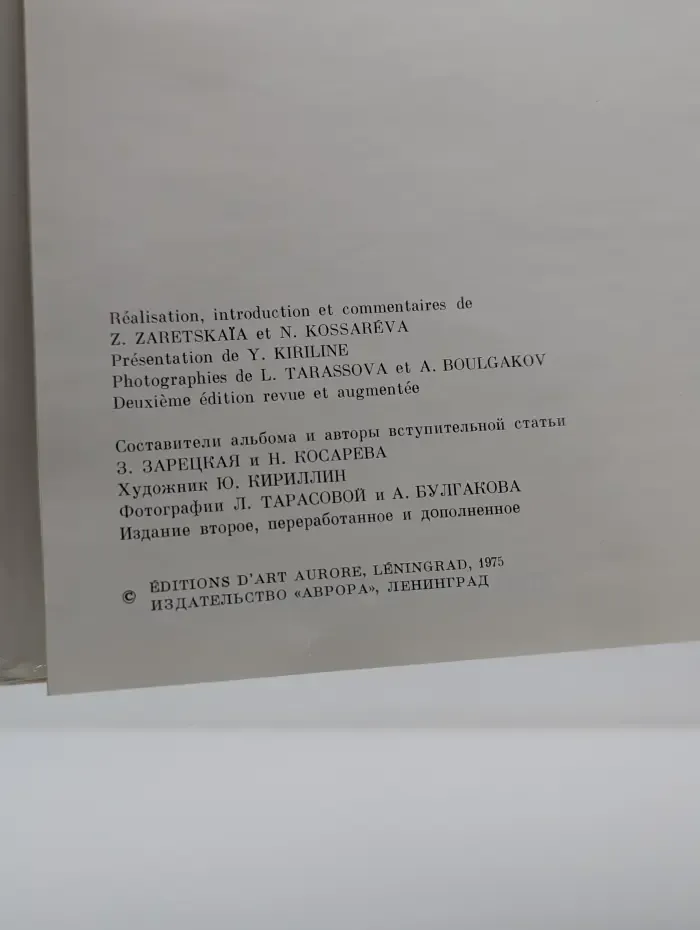 Réalisation, introduction et commentaires de
Z. ZARETSKAÏA et N. KOSSARÉVA
Présentation de Y. KIRILINE
Photographies de L. TARASSOVA et A. BOULGAKOV
Deuxième édition revue et augmentée
Составители альбома и авторы вступительной статьи
З. ЗАРЕЦКАЯ и Н. КОСАРЕВА
Художник Ю. КИРИЛЛИН
Фотографии Л. ТАРАСОВОЙ и А. БУЛГАКОВА
Издание второе, переработанное и дополненное
© ÉDITIONS D'ART AURORE, LÉNINGRAD, 1975
ИЗДАТЕЛЬСТВО «АВРОРА», ЛЕНИНГРАД